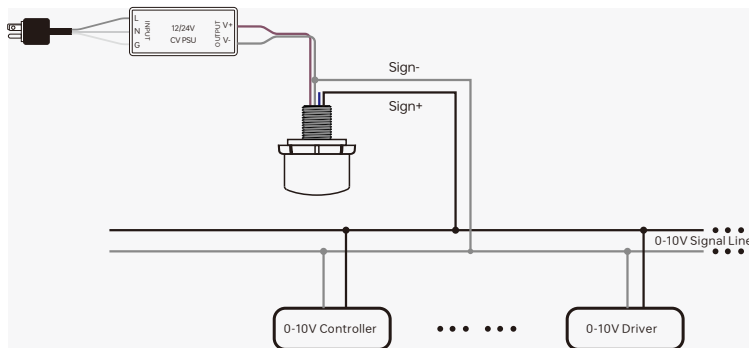 L
N
G
INPUT
12/24V
CV PSU
OUTPUT
V+
V-
Sign-
Sign+
0-10V Signal Line
0-10V Controller
0-10V Driver